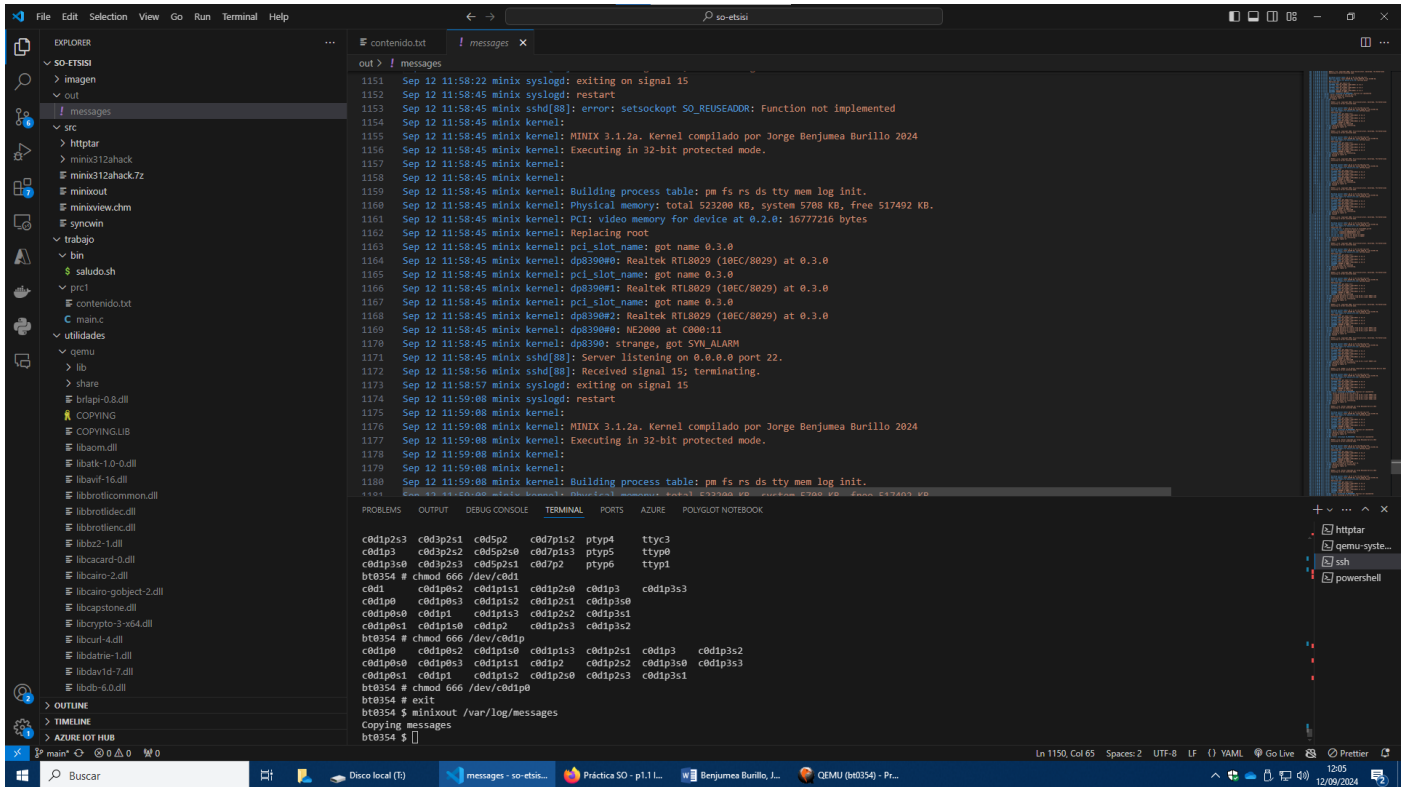 File Edit Selection View Go Run Terminal Help
so-etsisi
EXPLORER
SO-ETSISI
imagen
out
messages
src
httptar
minix312ahack
minix312ahack.7z
minixout
minixview.chm
syncwin
trabajo
bin
saludo.sh
prc1
contenido.txt
main.c
utilidades
qemu
lib
share
brlapi-0.8.dll
COPYING
COPYING.LIB
libaom.dll
libatk-1.0-0.dll
libavif-16.dll
libbrotlicommon.dll
libbrotlidec.dll
libbrotlienc.dll
libbz2-1.dll
libcacard-0.dll
libcairo-2.dll
libcairo-gobject-2.dll
libcapstone.dll
libcrypto-3-x64.dll
libcurl-4.dll
libdatrie-1.dll
libdav1d-7.dll
libdb-6.0.dll
OUTLINE
TIMELINE
AZURE IOT HUB
contenido.txt ! messages
out > ! messages
1151 Sep 12 11:58:22 minix syslogd: exiting on signal 15
1152 Sep 12 11:58:45 minix syslogd: restart
1153 Sep 12 11:58:45 minix sshd[88]: error: setsockopt SO_REUSEADDR: Function not implemented
1154 Sep 12 11:58:45 minix kernel:
1155 Sep 12 11:58:45 minix kernel: MINIX 3.1.2a. Kernel compilado por Jorge Benjumea Burillo 2024
1156 Sep 12 11:58:45 minix kernel: Executing in 32-bit protected mode.
1157 Sep 12 11:58:45 minix kernel:
1158 Sep 12 11:58:45 minix kernel:
1159 Sep 12 11:58:45 minix kernel: Building process table: pm fs rs ds tty mem log init.
1160 Sep 12 11:58:45 minix kernel: Physical memory: total 523200 KB, system 5708 KB, free 517492 KB.
1161 Sep 12 11:58:45 minix kernel: PCI: video memory for device at 0.2.0: 16777216 bytes
1162 Sep 12 11:58:45 minix kernel: Replacing root
1163 Sep 12 11:58:45 minix kernel: pci_slot_name: got name 0.3.0
1164 Sep 12 11:58:45 minix kernel: dp8390#0: Realtek RTL8029 (10EC/8029) at 0.3.0
1165 Sep 12 11:58:45 minix kernel: pci_slot_name: got name 0.3.0
1166 Sep 12 11:58:45 minix kernel: dp8390#1: Realtek RTL8029 (10EC/8029) at 0.3.0
1167 Sep 12 11:58:45 minix kernel: pci_slot_name: got name 0.3.0
1168 Sep 12 11:58:45 minix kernel: dp8390#2: Realtek RTL8029 (10EC/8029) at 0.3.0
1169 Sep 12 11:58:45 minix kernel: dp8390#0: NE2000 at C000:11
1170 Sep 12 11:58:45 minix kernel: dp8390: strange, got SYN_ALARM
1171 Sep 12 11:58:45 minix sshd[88]: Server listening on 0.0.0.0 port 22.
1172 Sep 12 11:58:56 minix sshd[88]: Received signal 15; terminating.
1173 Sep 12 11:58:57 minix syslogd: exiting on signal 15
1174 Sep 12 11:59:08 minix syslogd: restart
1175 Sep 12 11:59:08 minix kernel:
1176 Sep 12 11:59:08 minix kernel: MINIX 3.1.2a. Kernel compilado por Jorge Benjumea Burillo 2024
1177 Sep 12 11:59:08 minix kernel: Executing in 32-bit protected mode.
1178 Sep 12 11:59:08 minix kernel:
1179 Sep 12 11:59:08 minix kernel:
1180 Sep 12 11:59:08 minix kernel: Building process table: pm fs rs ds tty mem log init.
1181 Sep 12 11:59:08 minix kernel: Physical memory: total 523200 KB, system 5708 KB, free 517492 KB.
PROBLEMS OUTPUT DEBUG CONSOLE TERMINAL PORTS AZURE POLYGLOT NOTEBOOK
c0d1p2s3 c0d3p2s1 c0d5p2 c0d7p1s2 ptyp4 ttyc3
c0d1p3 c0d3p2s2 c0d5p2s0 c0d7p1s3 ptyp5 ttyp0
c0d1p3s0 c0d3p2s3 c0d5p2s1 c0d7p2 ptyp6 ttyp1
bt0354 # chmod 666 /dev/c0d1
c0d1 c0d1p0s2 c0d1p1s1 c0d1p2s0 c0d1p3 c0d1p3s3
c0d1p0 c0d1p0s3 c0d1p1s2 c0d1p2s1 c0d1p3s0
c0d1p0s0 c0d1p1 c0d1p1s3 c0d1p2s2 c0d1p3s1
c0d1p0s1 c0d1p1s0 c0d1p2 c0d1p2s3 c0d1p3s2
bt0354 # chmod 666 /dev/c0d1p
c0d1p0 c0d1p0s2 c0d1p1s0 c0d1p1s3 c0d1p2s1 c0d1p3 c0d1p3s2
c0d1p0s0 c0d1p0s3 c0d1p1s1 c0d1p2 c0d1p2s2 c0d1p3s0 c0d1p3s3
c0d1p0s1 c0d1p1 c0d1p1s2 c0d1p2s0 c0d1p2s3 c0d1p3s1
bt0354 # chmod 666 /dev/c0d1p0
bt0354 # exit
bt0354 $ minixout /var/log/messages
Copying messages
bt0354 $
httptar
qemu-syste...
ssh
powershell
main* 0 0 0 Ln 1150, Col 65 Spaces: 2 UTF-8 LF {} YAML Go Live Prettier
Buscar Disco local (T:) messages - so-etsis... Práctica SO - p1.1 l... Benjumea Burillo, J... QEMU (bt0354) - Pr...
12:05
12/09/2024